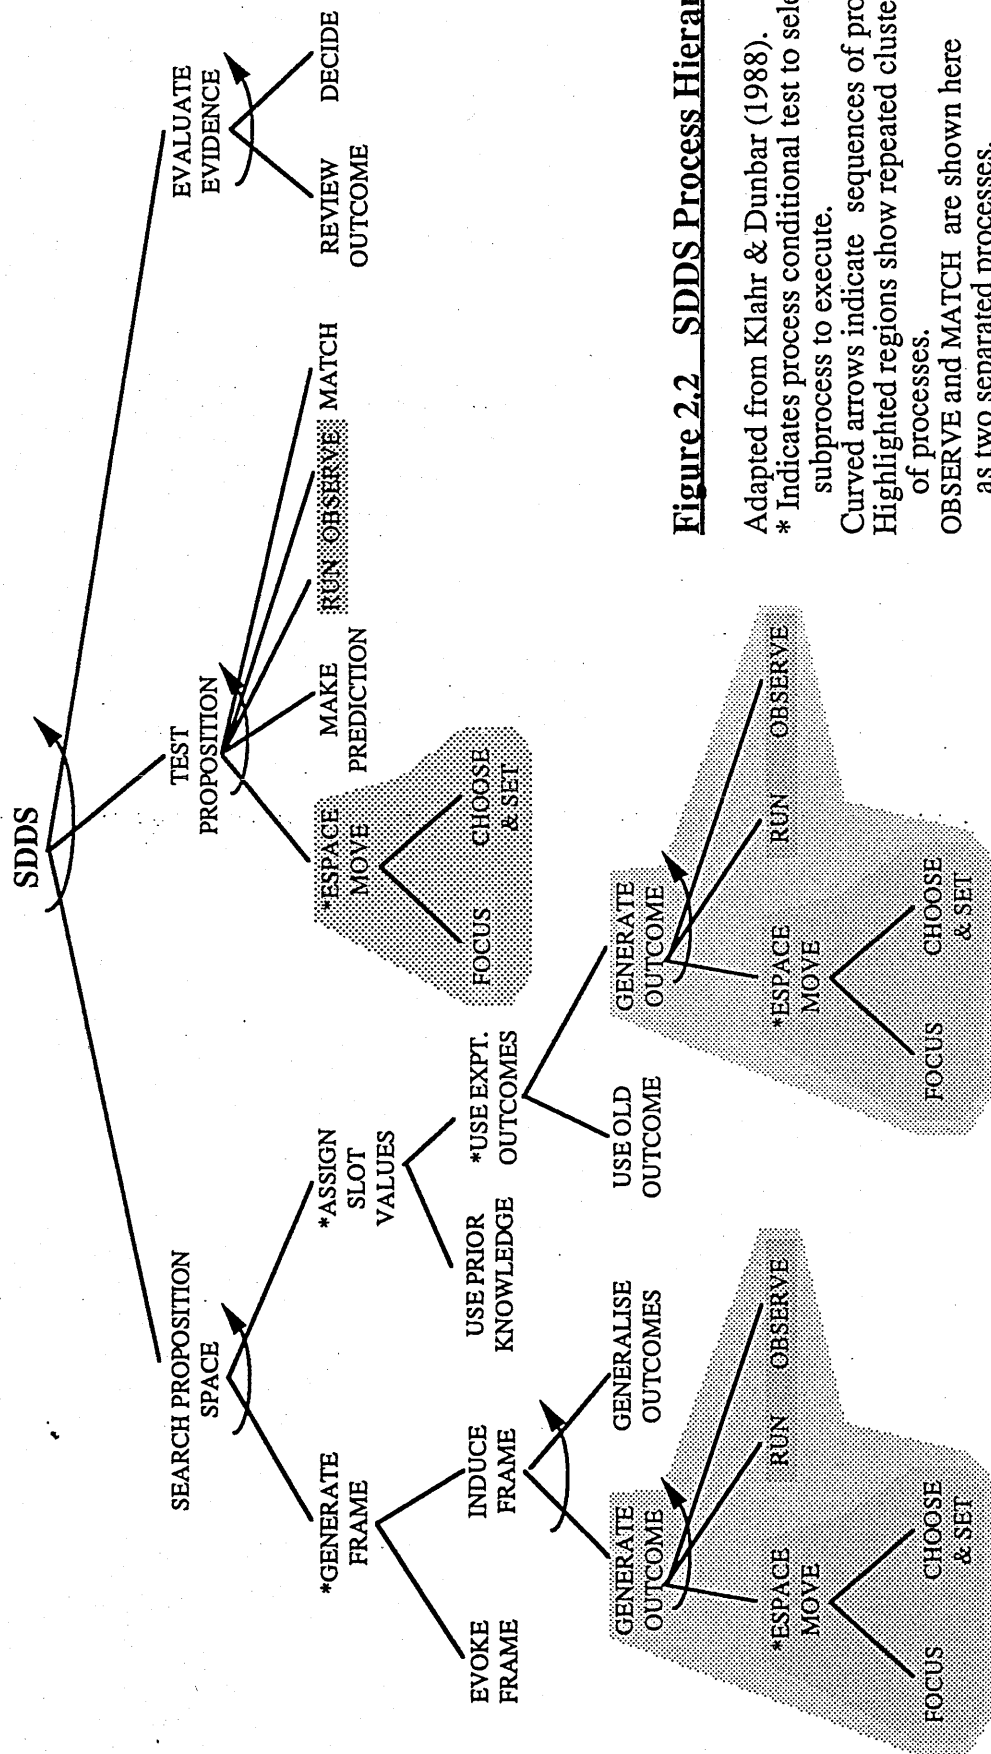 SDDS
SEARCH PROPOSITION
SPACE
TEST
PROPOSITION
EVALUATE
EVIDENCE
*GENERATE
FRAME
*ASSIGN
SLOT
VALUES
*ESPACE
MOVE
MAKE
PREDICTION
RUN OBSERVE MATCH
REVIEW
OUTCOME
DECIDE
EVOKE
FRAME
INDUCE
FRAME
USE PRIOR
KNOWLEDGE
*USE EXPT.
OUTCOMES
FOCUS
CHOOSE
& SET
GENERATE
OUTCOME
GENERALISE
OUTCOMES
USE OLD
OUTCOME
GENERATE
OUTCOME
*ESPACE
MOVE
RUN
OBSERVE
*ESPACE
MOVE
RUN
OBSERVE
FOCUS
CHOOSE
& SET
FOCUS
CHOOSE
& SET
Figure 2.2 SDDS Process Hierar
Adapted from Klahr & Dunbar (1988).
* Indicates process conditional test to sele
subprocess to execute.
Curved arrows indicate sequences of pro
Highlighted regions show repeated cluste
of processes.
OBSERVE and MATCH are shown here
as two separated processes.